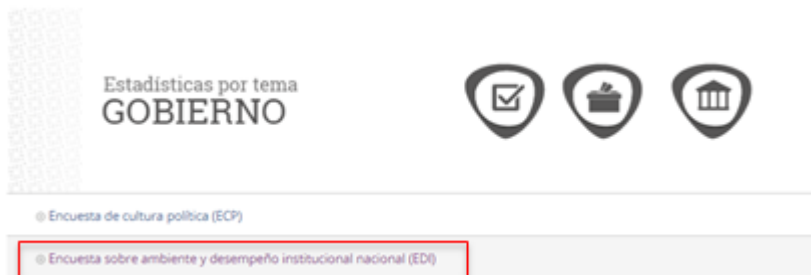 Estadísticas por tema
GOBIERNO
Encuesta de cultura política (ECP)
Encuesta sobre ambiente y desempeño institucional nacional (EDI)